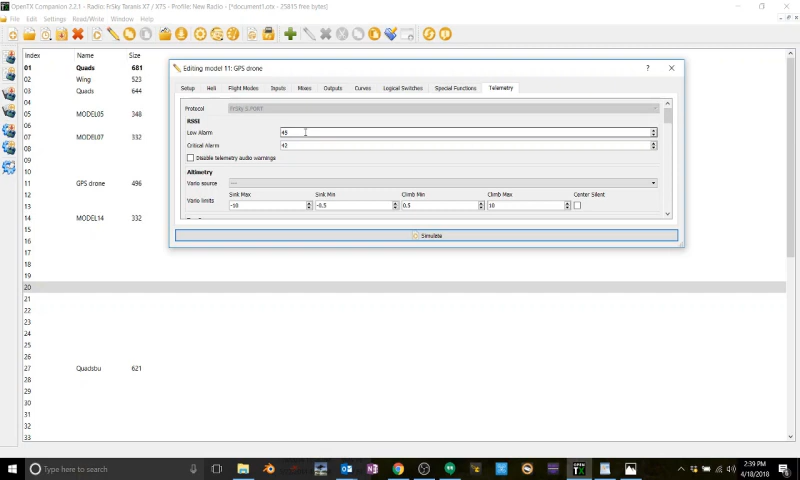 OpenTX Companion 2.2.1 - Radio: FrSky Taranis X7 / X7S - Profile: New Radio - [*document1.otx - 25815 free bytes]
File Edit Settings Read/Write Window Help
Index Name Size
01 Quads 681
02 Wing 523
03 Quads 644
04
05 MODEL05 348
06
07 MODEL07 332
08
09
10
11 GPS drone 496
12
13
14 MODEL14 332
15
16
17
18
19
20
21
22
23
24
25
26
27 Quadsbu 621
28
29
30
31
32
33
Editing model 11: GPS drone
Setup Heli Flight Modes Inputs Mixes Outputs Curves Logical Switches Special Functions Telemetry
Protocol FrSky S.PORT
RSSI
Low Alarm 45
Critical Alarm 42
Disable telemetry audio warnings
Altimetry
Vario source ---
Sink Max Sink Min Climb Min Climb Max Center Silent
Vario limits -10 -0.5 0.5 10
Simulate
Type here to search
OPEN TX
2:39 PM
4/18/2018